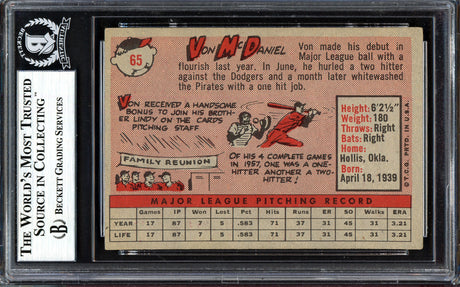 THE WORLD'S MOST TRUSTED
SOURCE IN COLLECTING™
BECKETT GRADING SERVICES
65
VON MCDANIEL
Von made his debut in
Major League ball with a
flourish last year. In June, he hurled a two hitter
against the Dodgers and a month later whitewashed
the Pirates with a one hit job.
VON RECEIVED A HANDSOME
BONUS TO JOIN HIS BROTH-
ER LINDY ON THE CARDS
PITCHING STAFF
FAMILY REUNION
OF HIS 4 COMPLETE GAMES IN
1957, ONE WAS A ONE-
HITTER ANOTHER A TWO-
HITTER!
Height: 6'2½"
Weight: 180
Throws: Right
Bats: Right
Home:
Hollis, Okla.
Born:
April 18, 1939
© T.C.G. PRTD. IN U.S.A.
MAJOR LEAGUE PITCHING RECORD
Games IP Won Lost Pct. Hits Runs ER SO Walks ERA
YEAR 17 87 7 5 .583 71 37 31 45 31 3.21
LIFE 17 87 7 5 .583 71 37 31 45 31 3.21